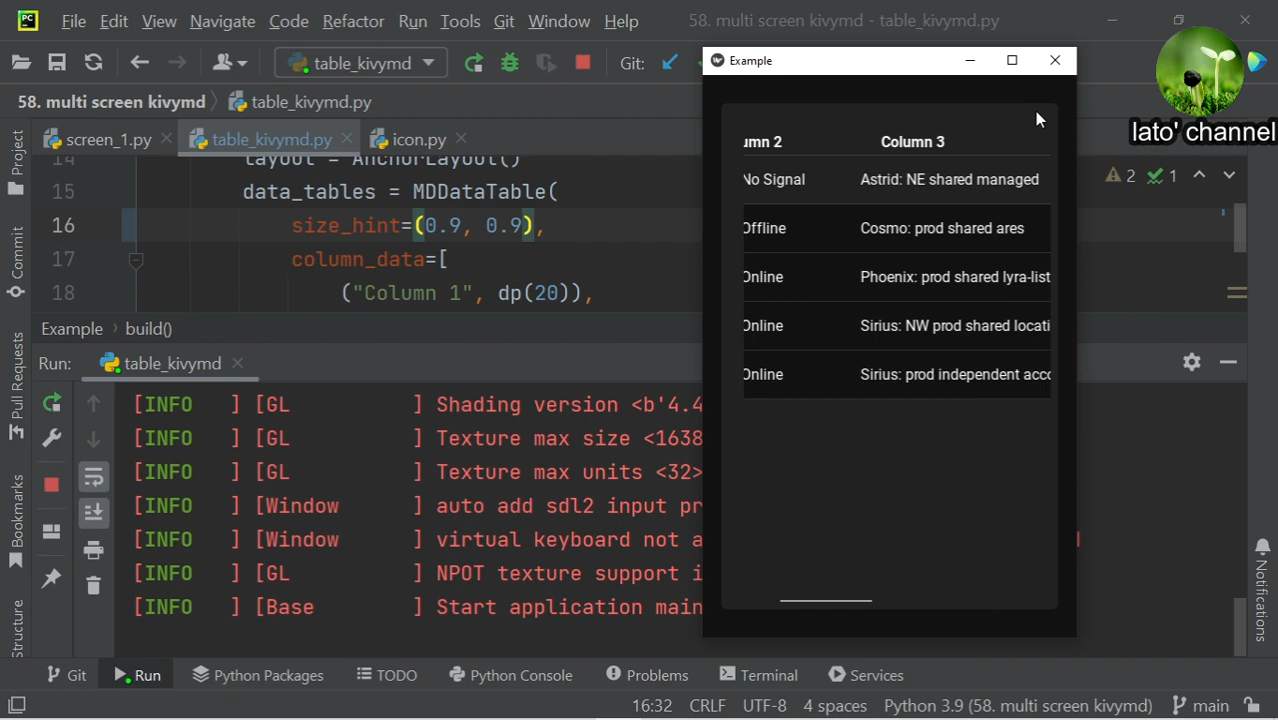 PC File Edit View Navigate Code Refactor Run Tools Git Window Help 58. multi screen kivymd - table_kivymd.py
table_kivymd Git:
58. multi screen kivymd table_kivymd.py
screen_1.py table_kivymd.py icon.py
14 layout = AnchorLayout()
15 data_tables = MDDataTable(
16 size_hint=(0.9, 0.9),
17 column_data=[
18 ("Column 1", dp(20)),
2 1
Example build()
Run: table_kivymd
[INFO ] [GL ] Shading version <b'4.4
[INFO ] [GL ] Texture max size <1638
[INFO ] [GL ] Texture max units <32>
[INFO ] [Window ] auto add sdl2 input pr
[INFO ] [Window ] virtual keyboard not a
[INFO ] [GL ] NPOT texture support i
[INFO ] [Base ] Start application main
Example
umn 2 Column 3
No Signal Astrid: NE shared managed
Offline Cosmo: prod shared ares
Online Phoenix: prod shared lyra-list
Online Sirius: NW prod shared locati
Online Sirius: prod independent acco
lato' channel
Project
Commit
Pull Requests
Bookmarks
Structure
Notifications
Git Run Python Packages TODO Python Console Problems Terminal Services
16:32 CRLF UTF-8 4 spaces Python 3.9 (58. multi screen kivymd) main